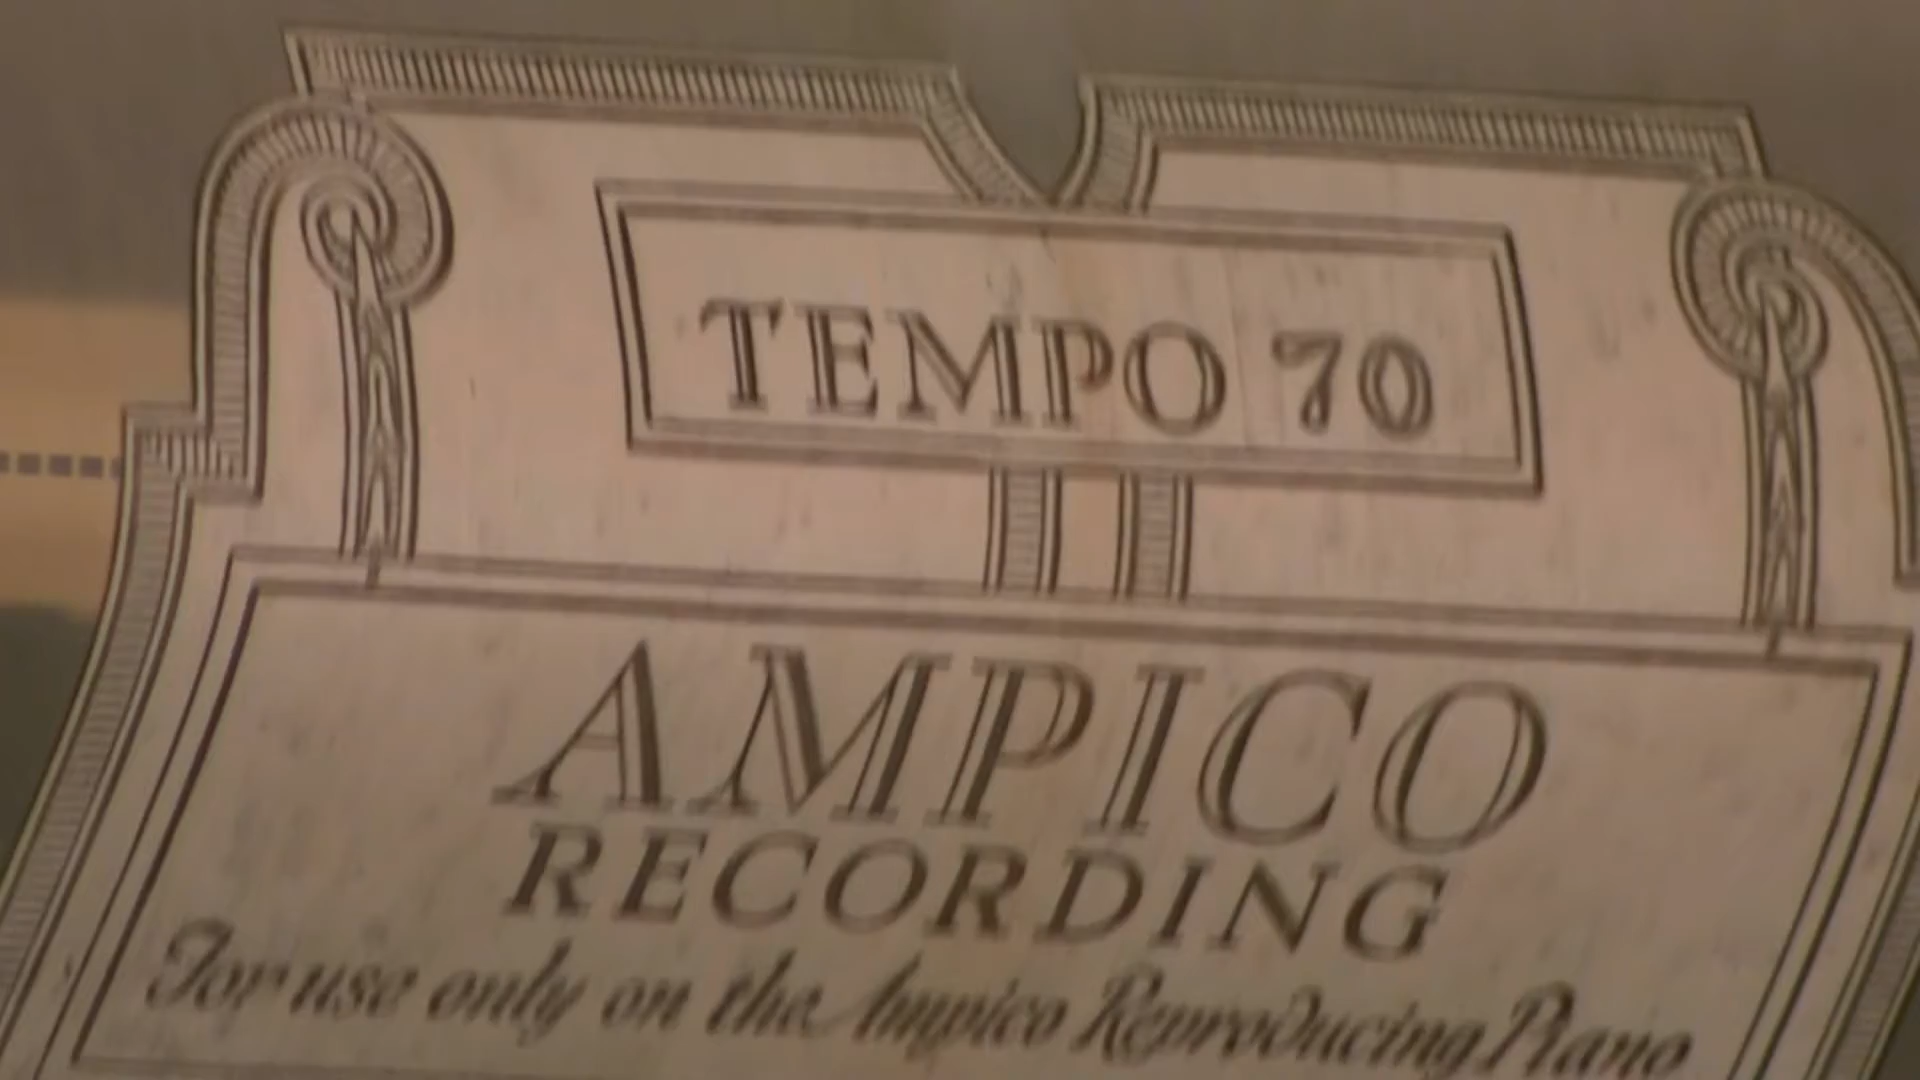 TEMPO 70
AMPICO
RECORDING
For use only on the Ampico Reproducing Piano